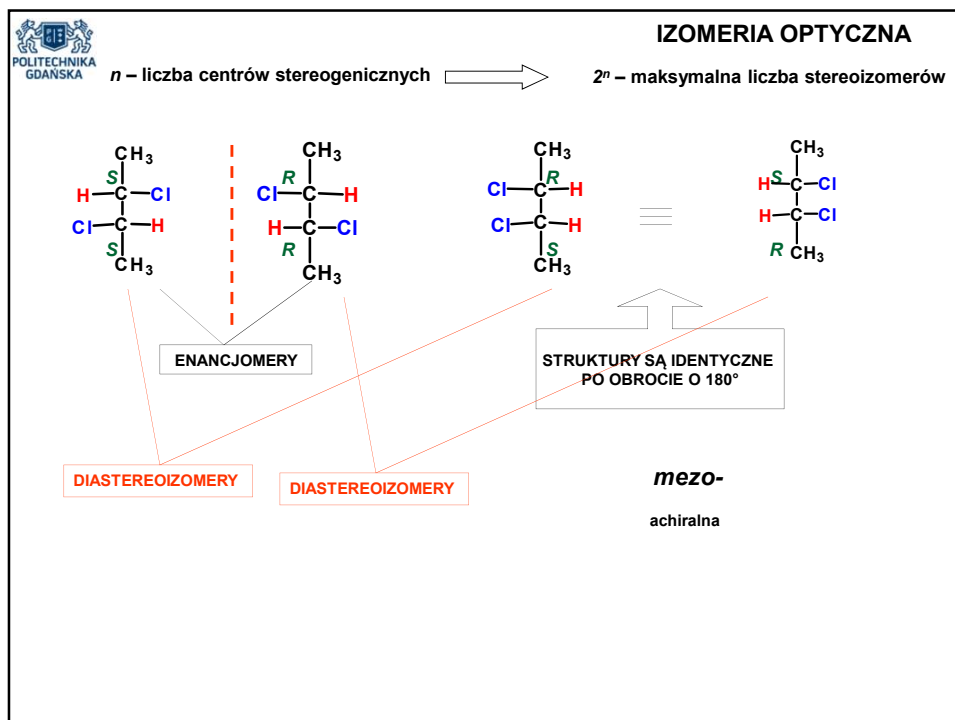 POLITECHNIKA
GDAŃSKA
IZOMERIA OPTYCZNA
n – liczba centrów stereogenicznych
2ⁿ – maksymalna liczba stereoizomerów
CH₃
S
H C Cl
Cl C H
S
CH₃
CH₃
R
Cl C H
H C Cl
R
CH₃
CH₃
R
Cl C H
Cl C H
S
CH₃
CH₃
S
H C Cl
H C Cl
R CH₃
ENANCJOMERY
STRUKTURY SĄ IDENTYCZNE
PO OBROCIE O 180°
DIASTEREOIZOMERY
DIASTEREOIZOMERY
mezo-
achiralna